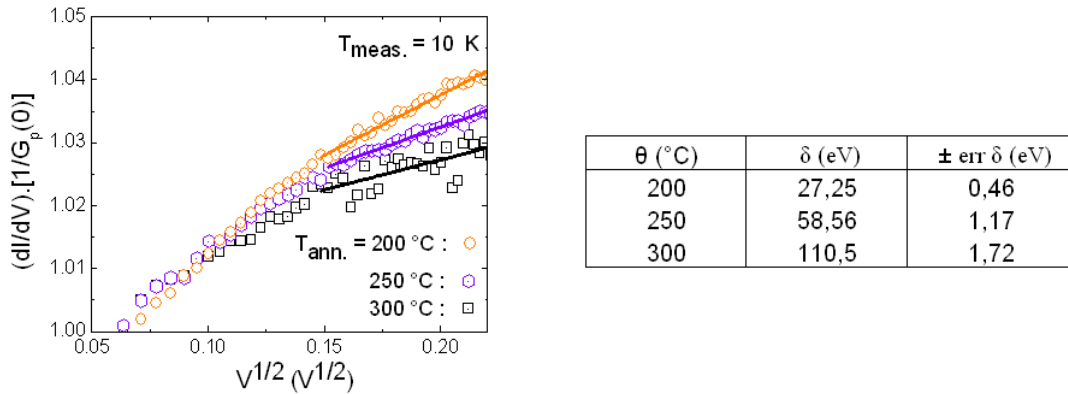 1.05
1.04
1.03
1.02
1.01
1.00
(dI/dV).[1/Gp(0)]
Tmeas. = 10 K
Tann. = 200 °C :
250 °C :
300 °C :
0.05 0.10 0.15 0.20
V1/2 (V1/2)
θ (°C) δ (eV) ± err δ (eV)
200 27,25 0,46
250 58,56 1,17
300 110,5 1,72